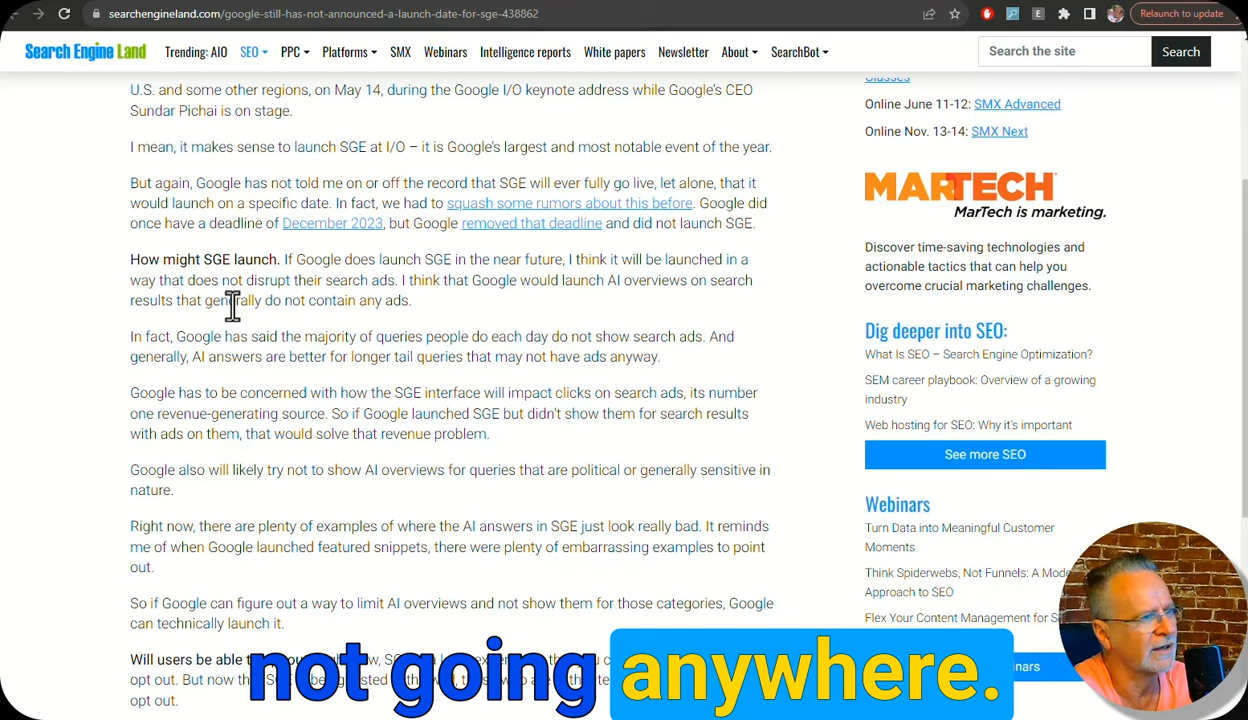 searchengineland.com/google-still-has-not-announced-a-launch-date-for-sge-438862
Relaunch to update
Search Engine Land
Trending: AIO SEO PPC Platforms SMX Webinars Intelligence reports White papers Newsletter About SearchBot
Search the site Search
U.S. and some other regions, on May 14, during the Google I/O keynote address while Google's CEO
Sundar Pichai is on stage.
I mean, it makes sense to launch SGE at I/O – it is Google's largest and most notable event of the year.
But again, Google has not told me on or off the record that SGE will ever fully go live, let alone, that it
would launch on a specific date. In fact, we had to squash some rumors about this before. Google did
once have a deadline of December 2023, but Google removed that deadline and did not launch SGE.
How might SGE launch. If Google does launch SGE in the near future, I think it will be launched in a
way that does not disrupt their search ads. I think that Google would launch AI overviews on search
results that generally do not contain any ads.
In fact, Google has said the majority of queries people do each day do not show search ads. And
generally, AI answers are better for longer tail queries that may not have ads anyway.
Google has to be concerned with how the SGE interface will impact clicks on search ads, its number
one revenue-generating source. So if Google launched SGE but didn't show them for search results
with ads on them, that would solve that revenue problem.
Google also will likely try not to show AI overviews for queries that are political or generally sensitive in
nature.
Right now, there are plenty of examples of where the AI answers in SGE just look really bad. It reminds
me of when Google launched featured snippets, there were plenty of embarrassing examples to point
out.
So if Google can figure out a way to limit AI overviews and not show them for those categories, Google
can technically launch it.
Will users be able
opt out. But now
opt out.
Classes
Online June 11-12: SMX Advanced
Online Nov. 13-14: SMX Next
MARTECH
MarTech is marketing.
Discover time-saving technologies and
actionable tactics that can help you
overcome crucial marketing challenges.
Dig deeper into SEO:
What Is SEO – Search Engine Optimization?
SEM career playbook: Overview of a growing
industry
Web hosting for SEO: Why it's important
See more SEO
Webinars
Turn Data into Meaningful Customer
Moments
Think Spiderwebs, Not Funnels: A
Approach to SEO
Flex Your Content Management for
not going anywhere.